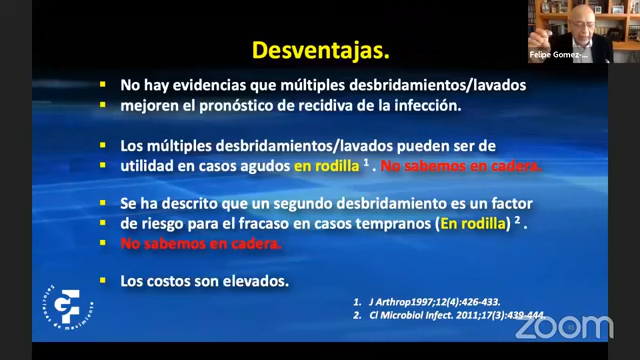 Felipe Gomez-...
Desventajas.
▪ No hay evidencias que múltiples desbridamientos/lavados
▪ mejoren el pronóstico de recidiva de la infección.
▪ Los múltiples desbridamientos/lavados pueden ser de
▪ utilidad en casos agudos en rodilla ¹ . No sabemos en cadera.
▪ Se ha descrito que un segundo desbridamiento es un factor
▪ de riesgo para el fracaso en casos tempranos (En rodilla) ² .
▪ No sabemos en cadera.
▪ Los costos son elevados.
1. J Arthrop1997;12(4):426-433.
2. Cl Microbiol Infect. 2011;17(3):439-444.
GF
Soluciones de movimiento
zoom